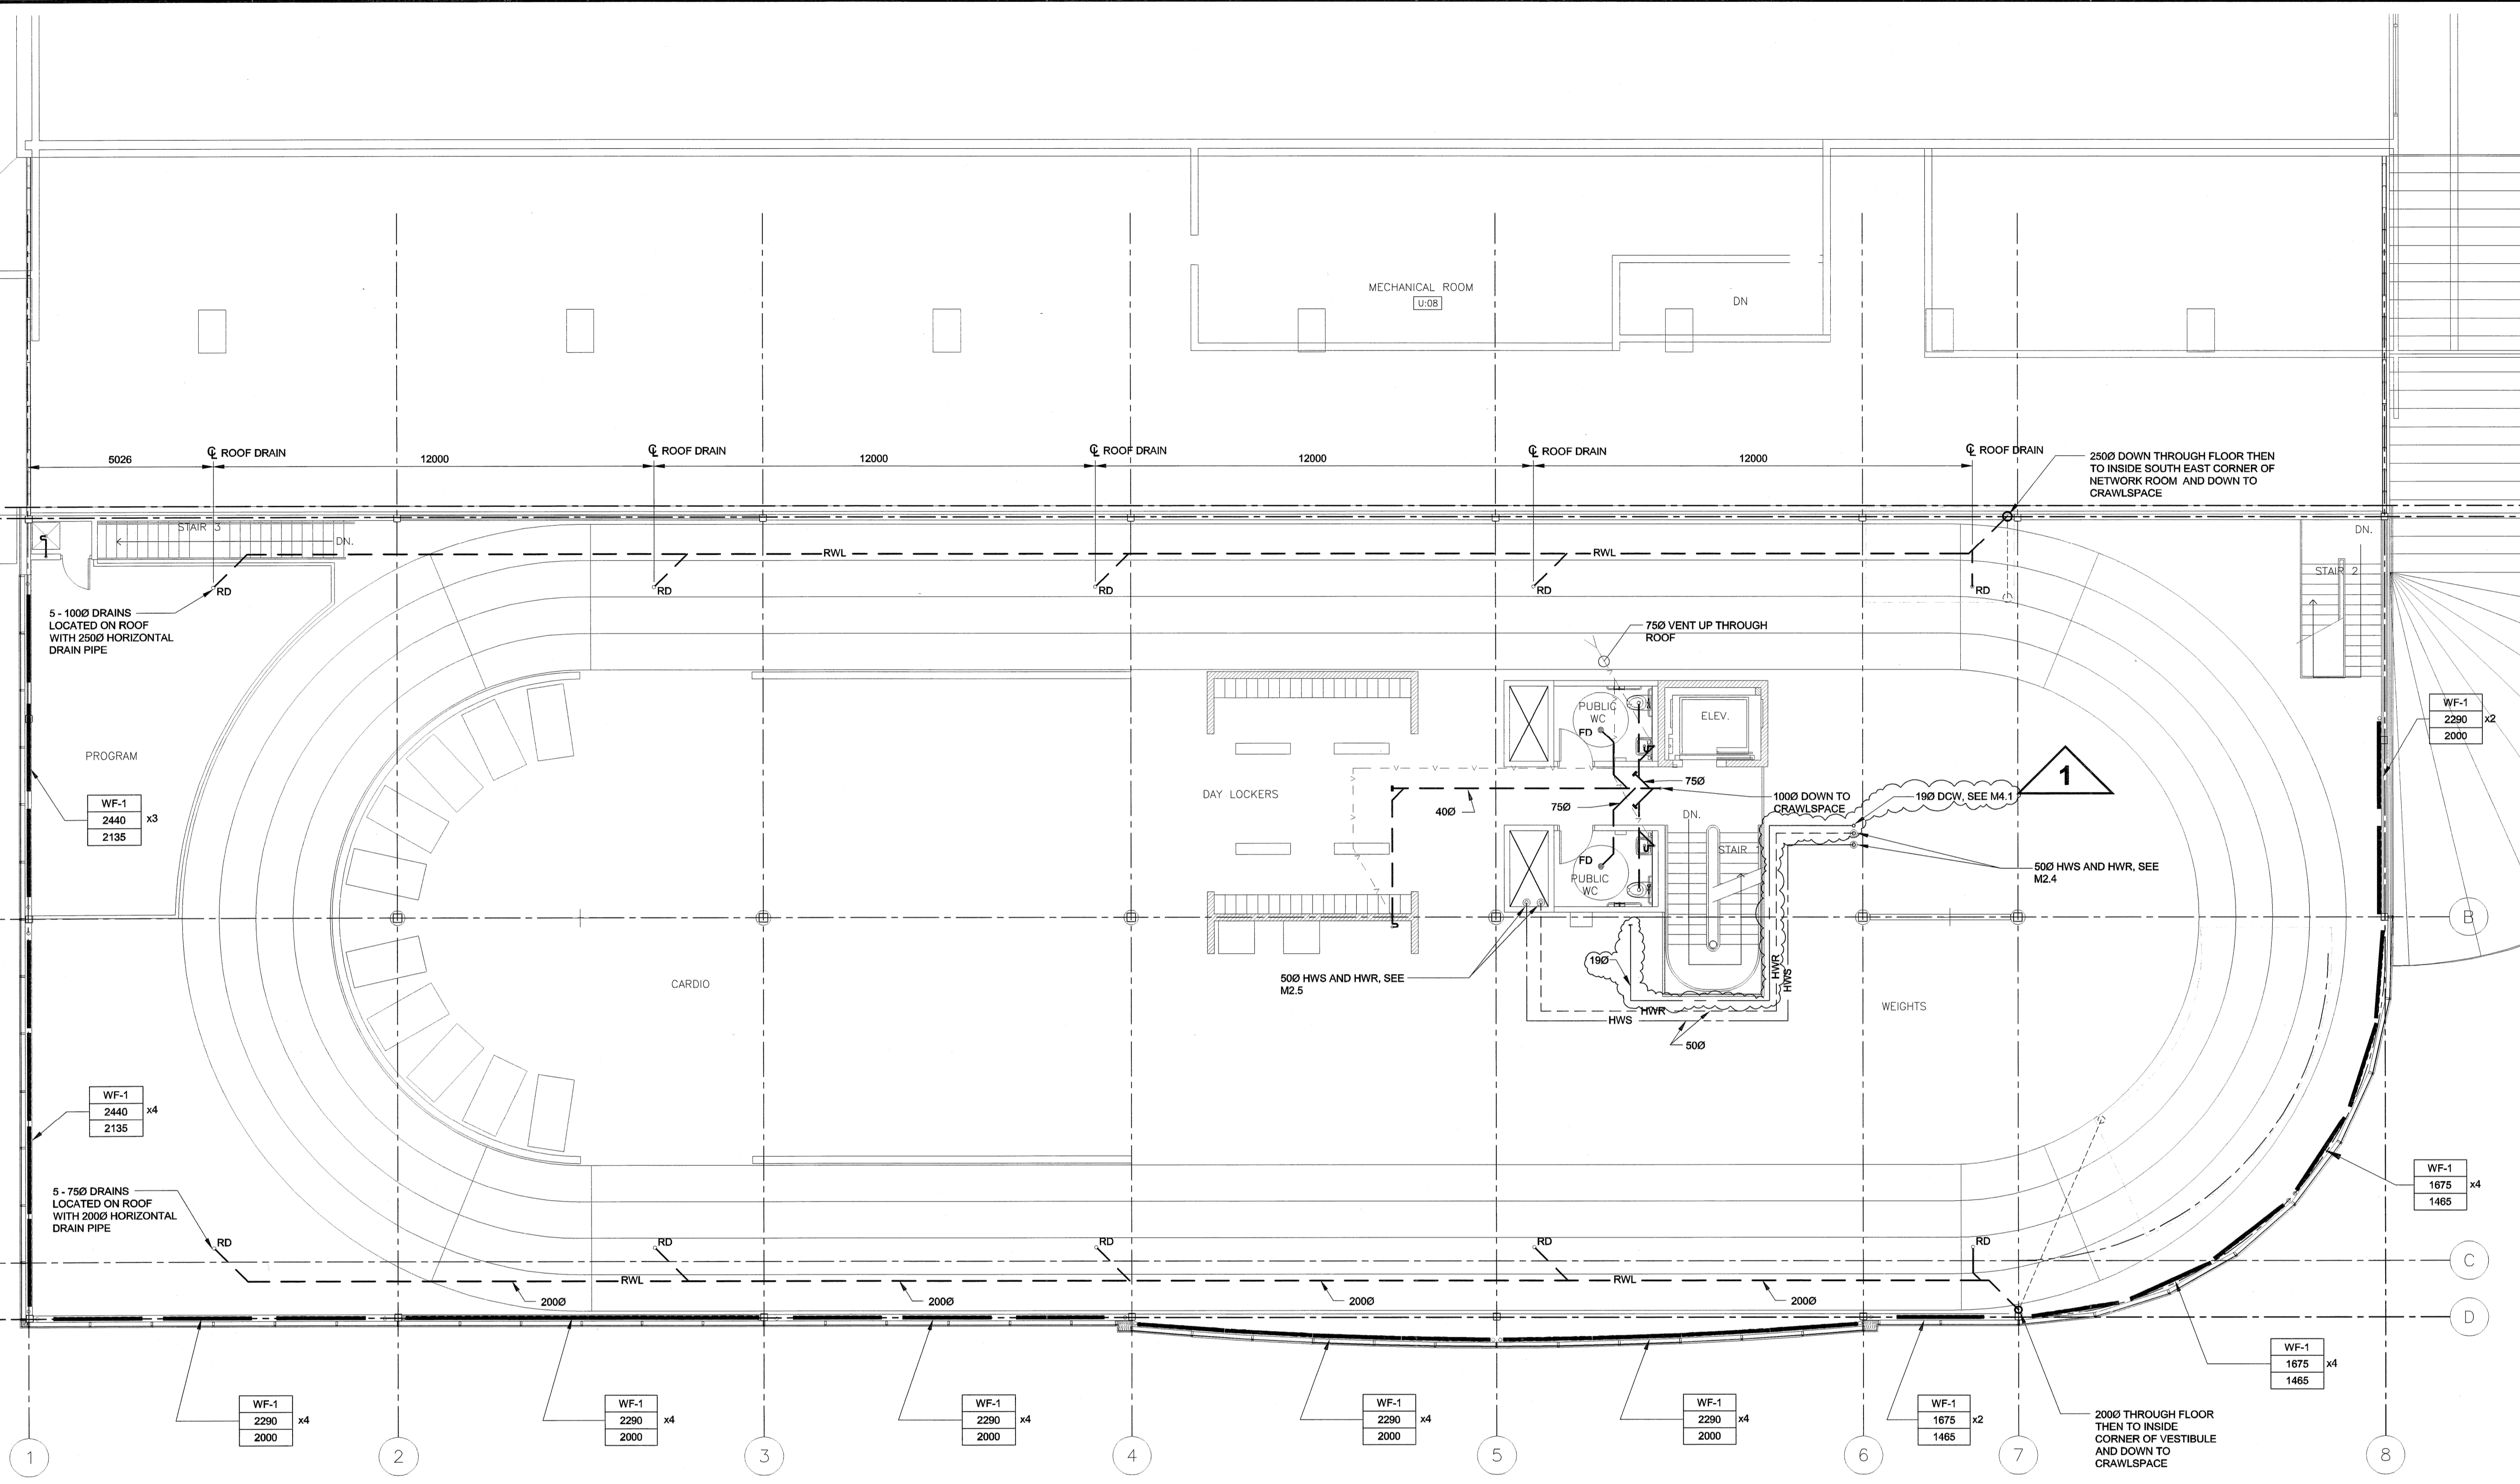 MECHANICAL ROOM
U:08
DN
℄ ROOF DRAIN
℄ ROOF DRAIN
℄ ROOF DRAIN
℄ ROOF DRAIN
℄ ROOF DRAIN
5026
12000
12000
12000
12000
250Ø DOWN THROUGH FLOOR THEN
TO INSIDE SOUTH EAST CORNER OF
NETWORK ROOM AND DOWN TO
CRAWLSPACE
STAIR 3
DN.
RWL
RWL
DN.
STAIR 2
RD
RD
RD
RD
RD
5 - 100Ø DRAINS
LOCATED ON ROOF
WITH 250Ø HORIZONTAL
DRAIN PIPE
75Ø VENT UP THROUGH
ROOF
PUBLIC
WC
FD
ELEV.
WF-1
2290
2000
x2
PROGRAM
WF-1
2440
2135
x3
DAY LOCKERS
40Ø
75Ø
75Ø
100Ø DOWN TO
CRAWLSPACE
1
19Ø DCW, SEE M4.1
DN.
STAIR 1
FD
PUBLIC
WC
50Ø HWS AND HWR, SEE
M2.4
B
50Ø HWS AND HWR, SEE
M2.5
19Ø
HWR
HWS
HWR
HWS
50Ø
CARDIO
WEIGHTS
WF-1
2440
2135
x4
WF-1
1675
1465
x4
5 - 75Ø DRAINS
LOCATED ON ROOF
WITH 200Ø HORIZONTAL
DRAIN PIPE
RD
RD
RD
RD
RD
C
RWL
RWL
200Ø
200Ø
200Ø
200Ø
D
WF-1
1675
1465
x4
WF-1
2290
2000
x4
WF-1
2290
2000
x4
WF-1
2290
2000
x4
WF-1
2290
2000
x4
WF-1
2290
2000
x4
WF-1
1675
1465
x2
200Ø THROUGH FLOOR
THEN TO INSIDE
CORNER OF VESTIBULE
AND DOWN TO
CRAWLSPACE
1
2
3
4
5
6
7
8